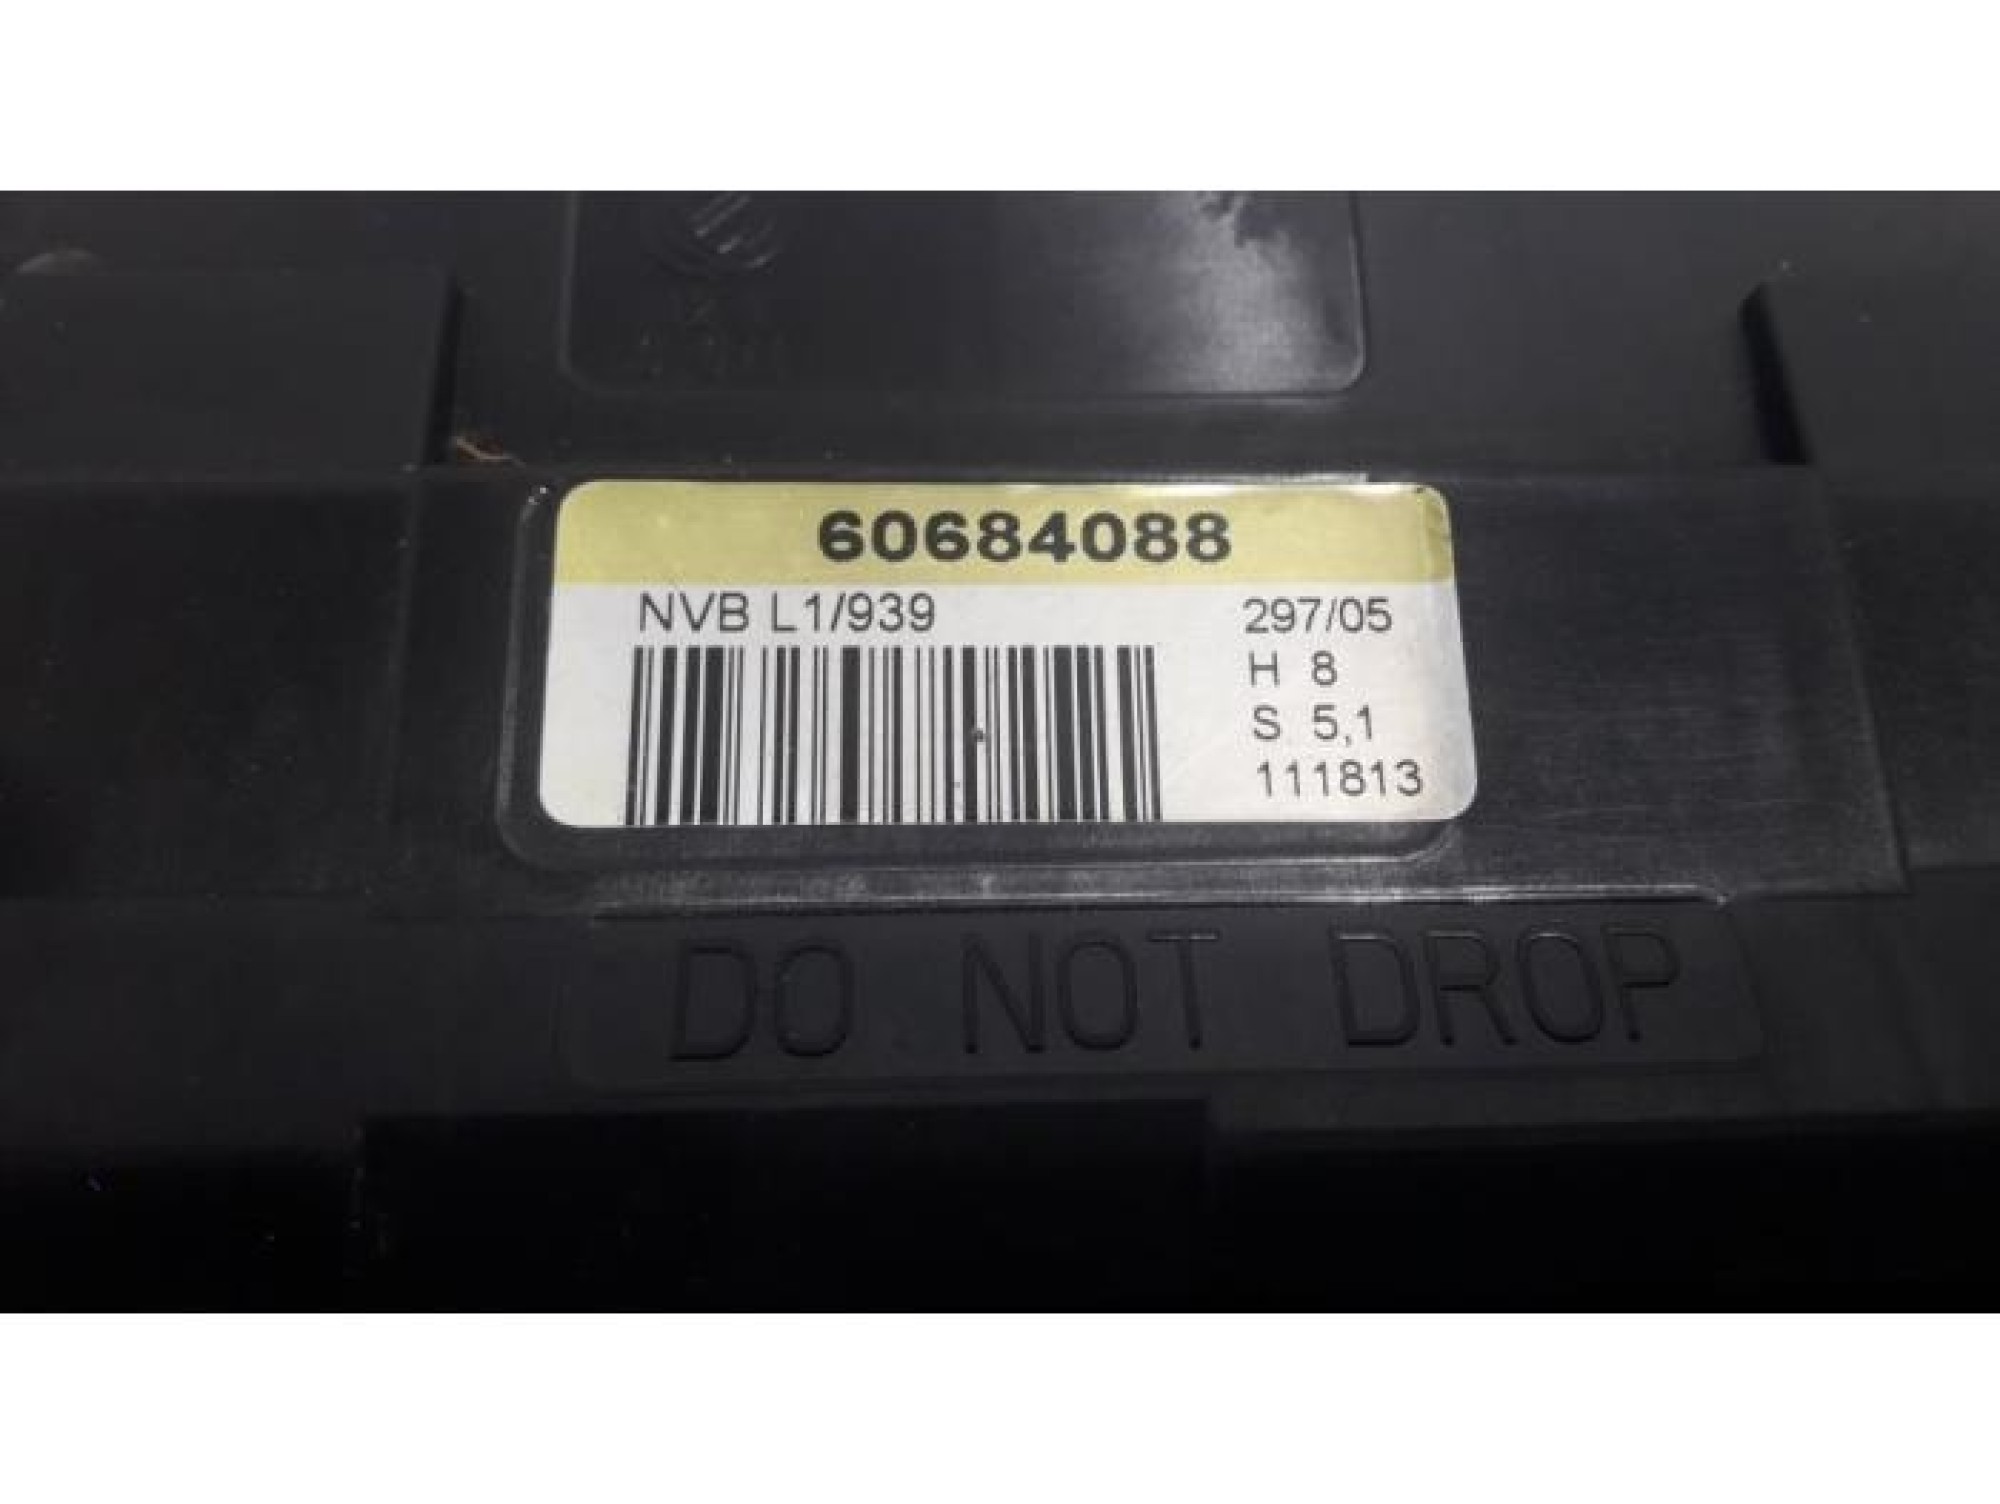 60684088
NVB L1/939
297/05
H 8
S 5,1
111813
DO NOT DROP